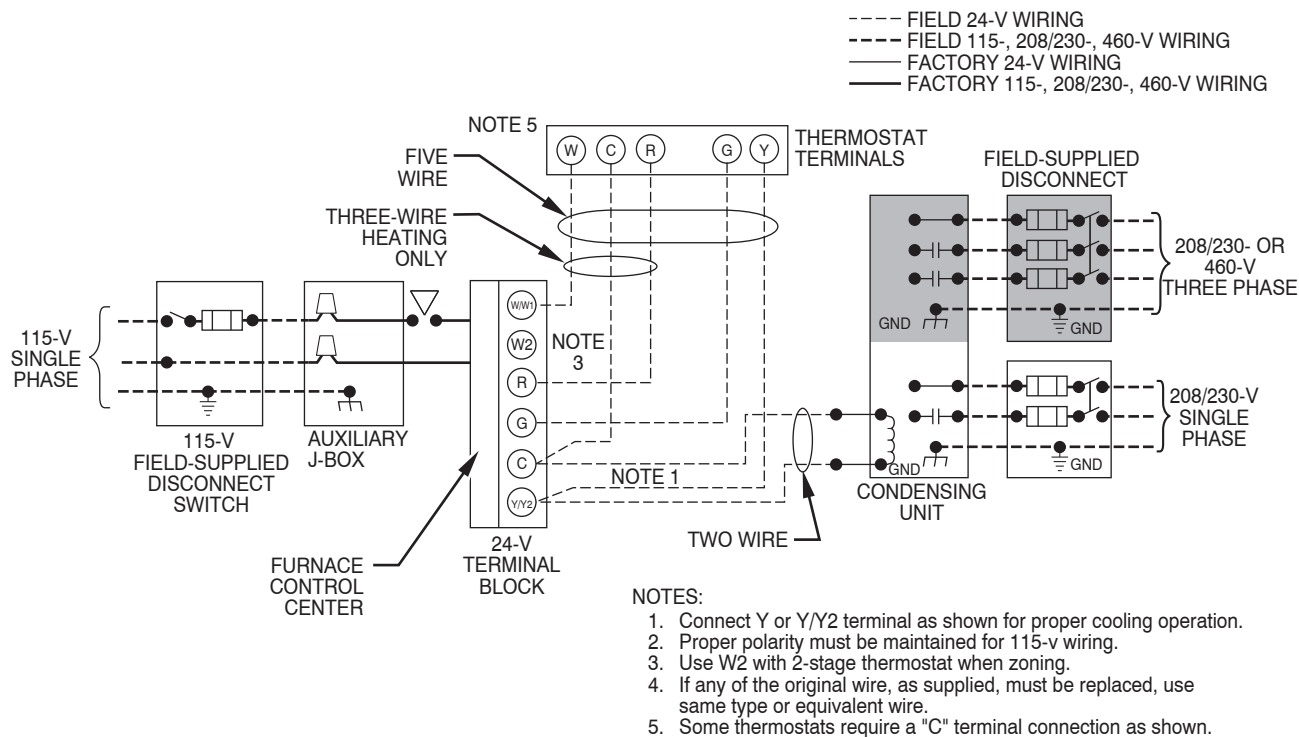 FIELD 24-V WIRING
FIELD 115-, 208/230-, 460-V WIRING
FACTORY 24-V WIRING
FACTORY 115-, 208/230-, 460-V WIRING
NOTE 5
W
C
R
G
Y
THERMOSTAT
TERMINALS
FIVE
WIRE
THREE-WIRE
HEATING
ONLY
FIELD-SUPPLIED
DISCONNECT
208/230- OR
460-V
THREE PHASE
GND
GND
115-V
SINGLE
PHASE
W/W1
W2
R
G
C
Y/Y2
NOTE
3
NOTE 1
208/230-V
SINGLE
PHASE
GND
GND
115-V
FIELD-SUPPLIED
DISCONNECT
SWITCH
AUXILIARY
J-BOX
CONDENSING
UNIT
TWO WIRE
FURNACE
CONTROL
CENTER
24-V
TERMINAL
BLOCK
NOTES:
1. Connect Y or Y/Y2 terminal as shown for proper cooling operation.
2. Proper polarity must be maintained for 115-v wiring.
3. Use W2 with 2-stage thermostat when zoning.
4. If any of the original wire, as supplied, must be replaced, use
same type or equivalent wire.
5. Some thermostats require a "C" terminal connection as shown.